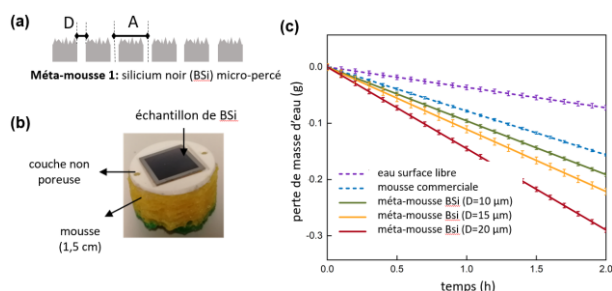 (a)
D
A
Méta-mousse 1: silicium noir (BSi) micro-percé
(b)
échantillon de BSi
couche non
poreuse
mousse
(1,5 cm)
(c)
perte de masse d'eau (g)
0.0
0.1
-0.2
-0.3
eau surface libre
mousse commerciale
méta-mousse BSi (D=10 µm)
méta-mousse Bsi (D=15 µm)
méta-mousse Bsi (D=20 µm)
0.0
0.5
1.0
1.5
2.0
temps (h)